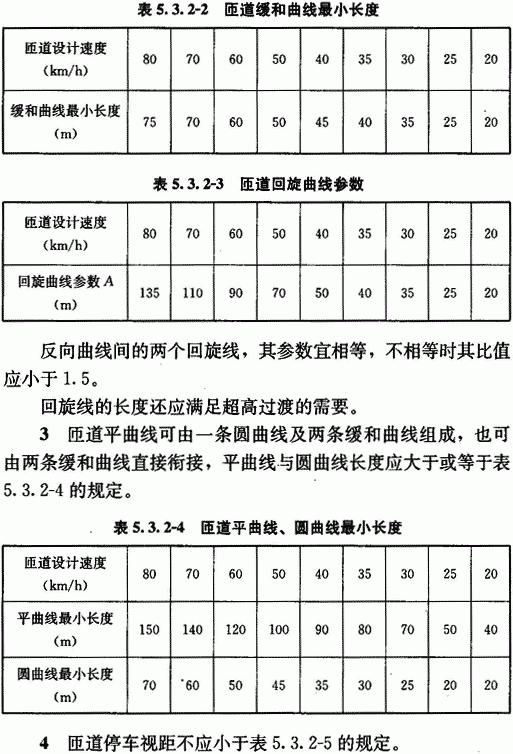 表 5.3.2-2 匝道缓和曲线最小长度
匝道设计速度
(km/h) 80 70 60 50 40 35 30 25 20
缓和曲线最小长度
(m) 75 70 60 50 45 40 35 25 20
表 5.3.2-3 匝道回旋曲线参数
匝道设计速度
(km/h) 80 70 60 50 40 35 30 25 20
回旋曲线参数 A
(m) 135 110 90 70 50 40 35 25 20
反向曲线间的两个回旋线，其参数宜相等，不相等时其比值
应小于 1.5。
回旋线的长度还应满足超高过渡的需要。
3 匝道平曲线可由一条圆曲线及两条缓和曲线组成，也可
由两条缓和曲线直接衔接，平曲线与圆曲线长度应大于或等于表
5.3.2-4 的规定。
表 5.3.2-4 匝道平曲线、圆曲线最小长度
匝道设计速度
(km/h) 80 70 60 50 40 35 30 25 20
平曲线最小长度
(m) 150 140 120 100 90 80 70 50 40
圆曲线最小长度
(m) 70 60 50 45 35 30 25 20 20
4 匝道停车视距不应小于表 5.3.2-5 的规定。